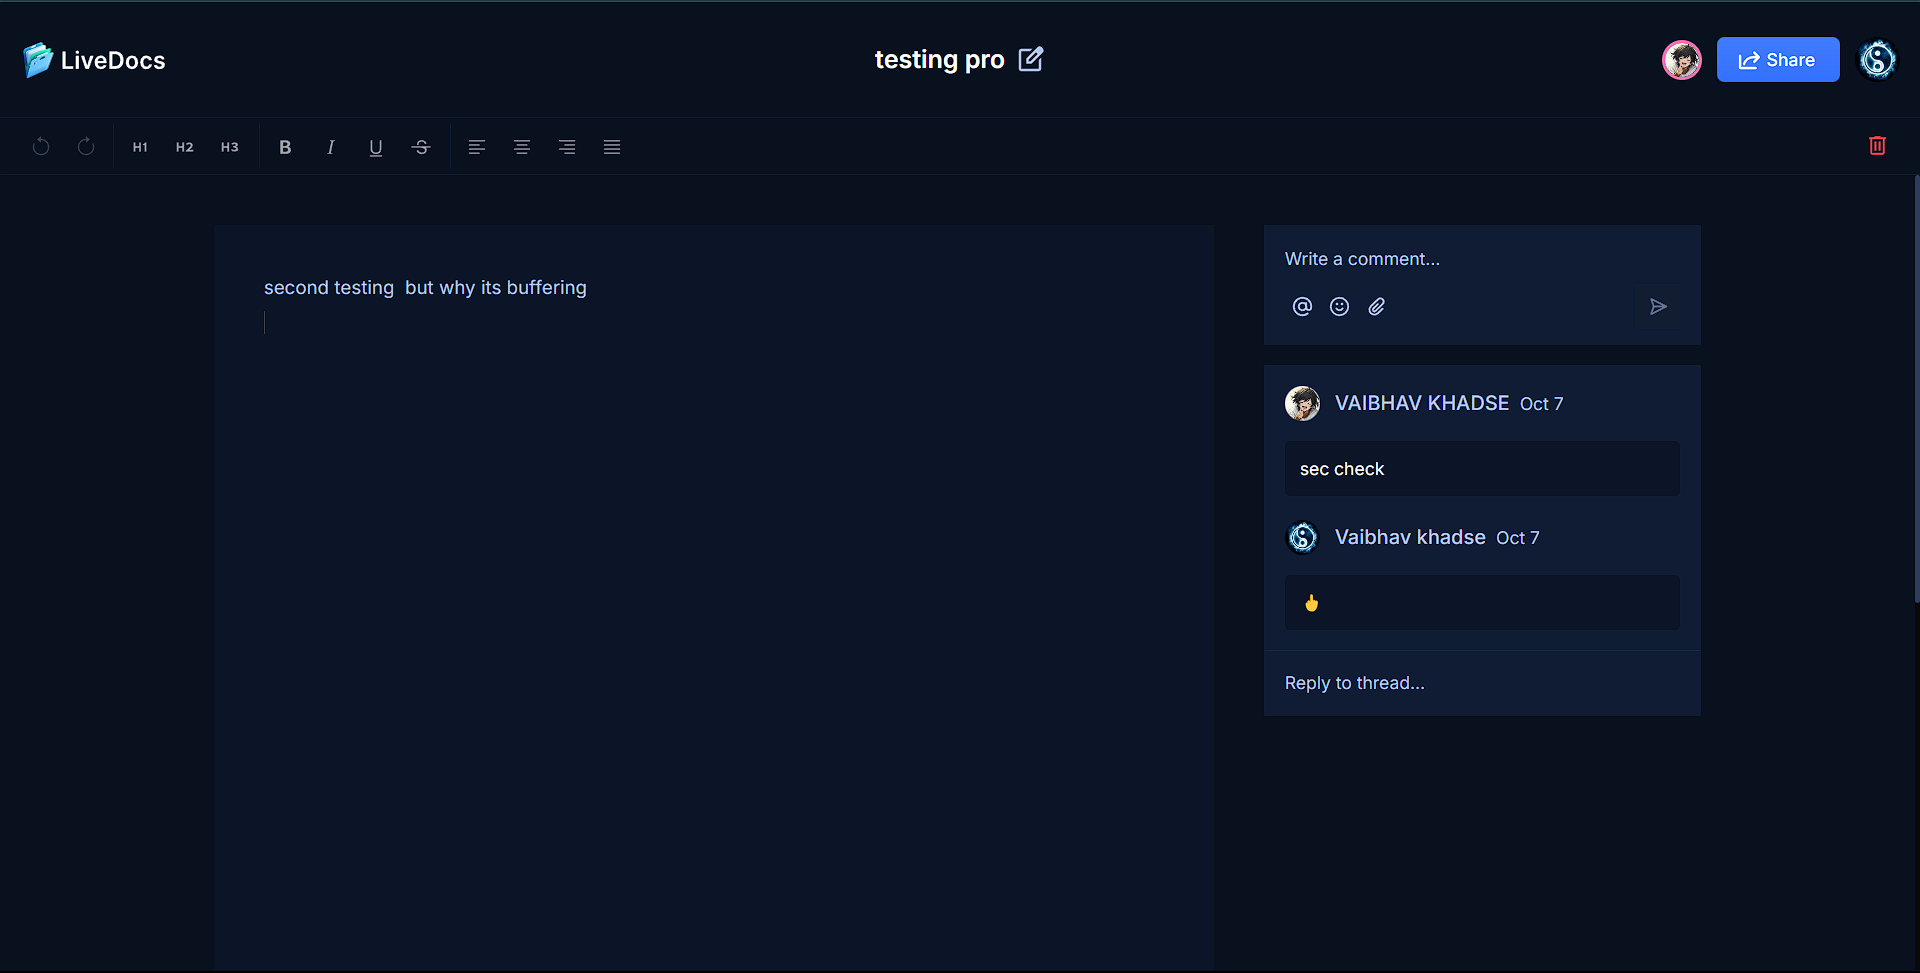 LiveDocs
testing pro
Share
H1 H2 H3 B I U S
second testing  but why its buffering
Write a comment...
VAIBHAV KHADSE Oct 7
sec check
Vaibhav khadse Oct 7
👆
Reply to thread...